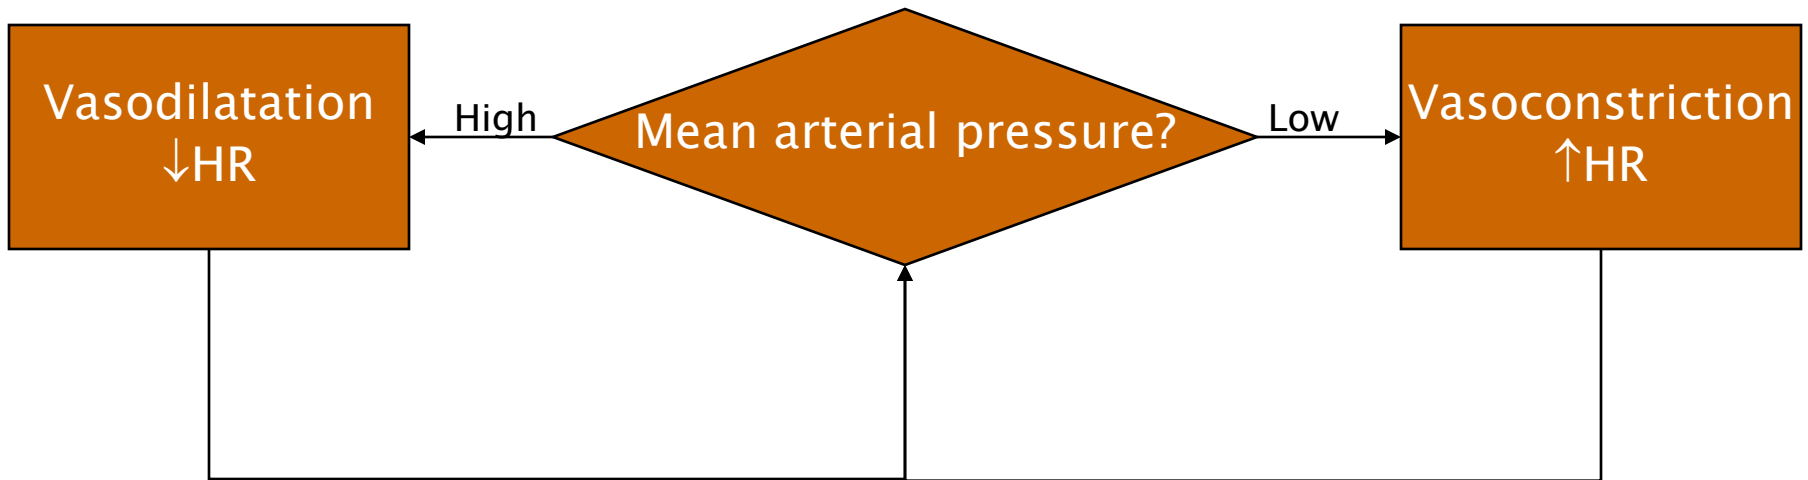 Vasodilatation
↓HR
High
Mean arterial pressure?
Low
Vasoconstriction
↑HR